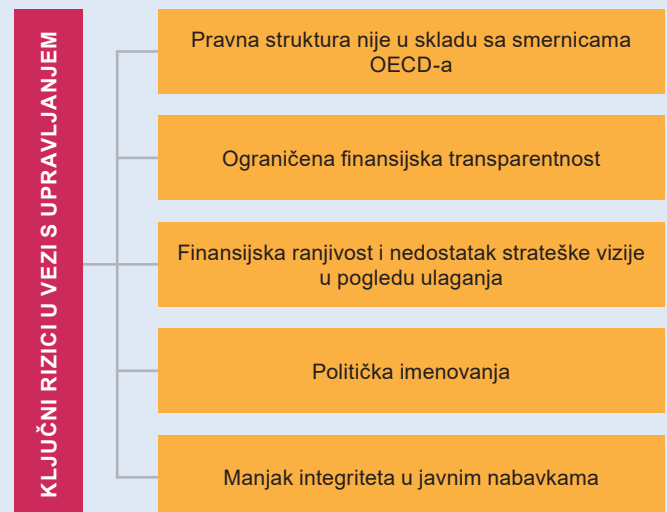 KLJUČNI RIZICI U VEZI S UPRAVLJANJEM
Pravna struktura nije u skladu sa smernicama
OECD-a
Ograničena finansijska transparentnost
Finansijska ranjivost i nedostatak strateške vizije
u pogledu ulaganja
Politička imenovanja
Manjak integriteta u javnim nabavkama